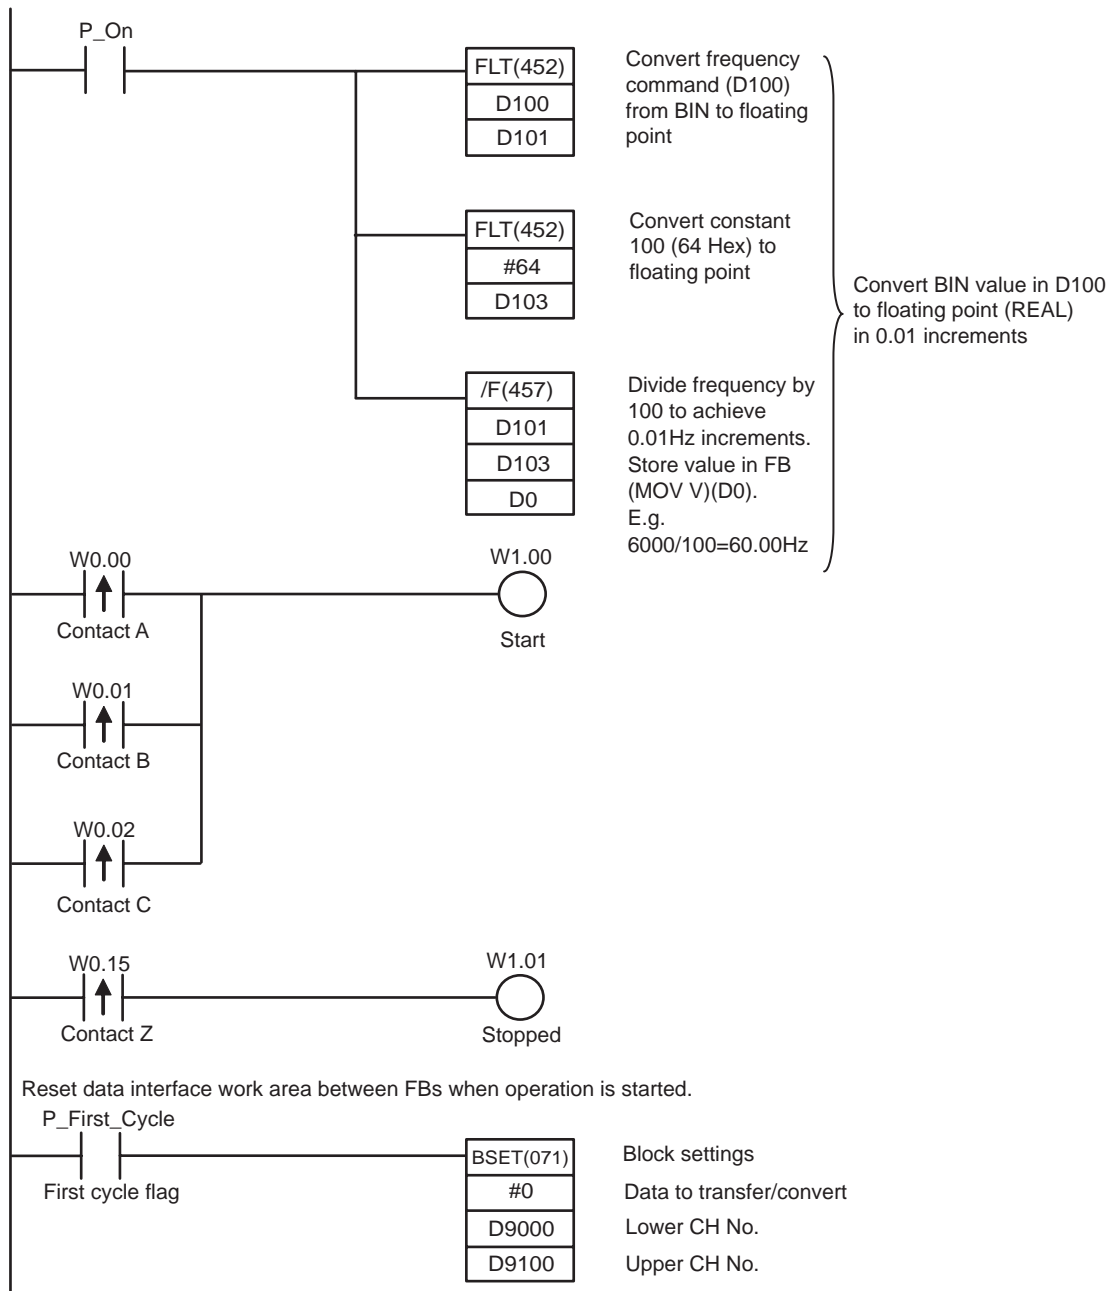 P_On
FLT(452)
D100
D101
Convert frequency
command (D100)
from BIN to floating
point
FLT(452)
#64
D103
Convert constant
100 (64 Hex) to
floating point
Convert BIN value in D100
to floating point (REAL)
in 0.01 increments
/F(457)
D101
D103
D0
Divide frequency by
100 to achieve
0.01Hz increments.
Store value in FB
(MOV V)(D0).
E.g.
6000/100=60.00Hz
W0.00
Contact A
W1.00
Start
W0.01
Contact B
W0.02
Contact C
W0.15
Contact Z
W1.01
Stopped
Reset data interface work area between FBs when operation is started.
P_First_Cycle
First cycle flag
BSET(071)
Block settings
#0
Data to transfer/convert
D9000
Lower CH No.
D9100
Upper CH No.